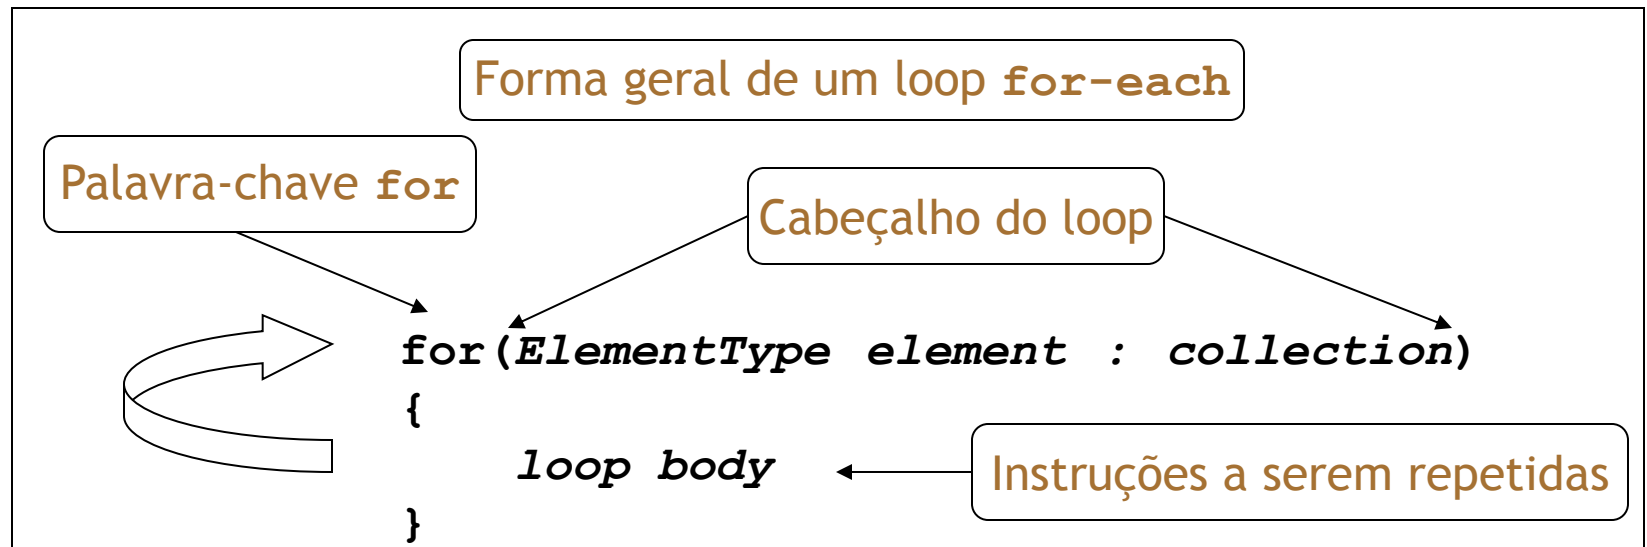 Forma geral de um loop for-each
Palavra-chave for
Cabeçalho do loop
for(ElementType element : collection)
{
loop body
Instruções a serem repetidas
}